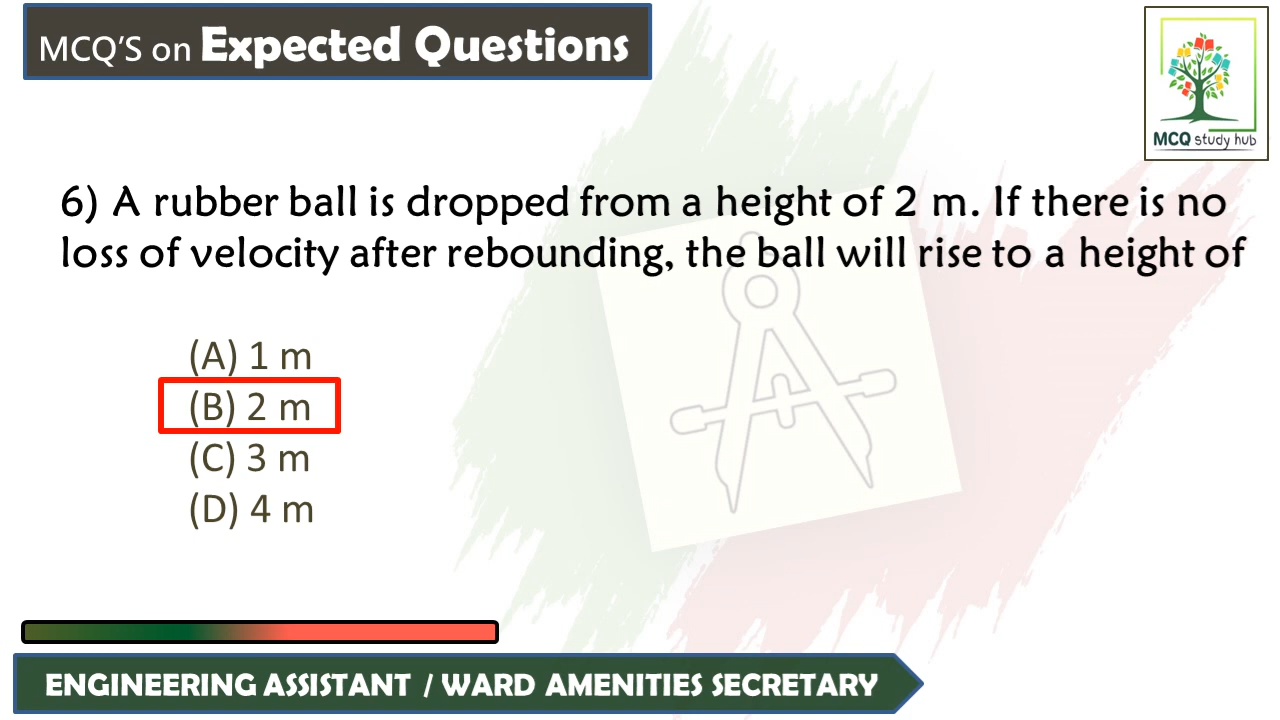 MCQ'S on Expected Questions
MCQ study hub
6) A rubber ball is dropped from a height of 2 m. If there is no
loss of velocity after rebounding, the ball will rise to a height of
(A) 1 m
(B) 2 m
(C) 3 m
(D) 4 m
ENGINEERING ASSISTANT / WARD AMENITIES SECRETARY